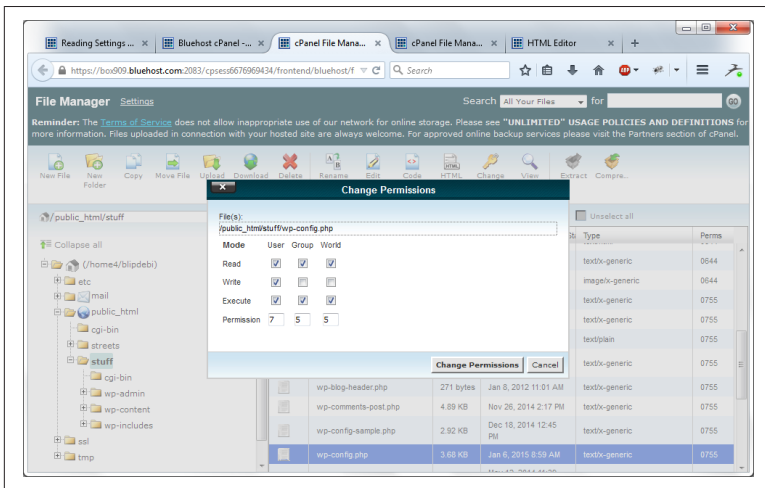 Reading Settings ...
Bluehost cPanel -...
cPanel File Mana...
cPanel File Mana...
HTML Editor
https://box909.bluehost.com:2083/cpsess6676969434/frontend/bluehost/f
Search
File Manager Settings
Search All Your Files for GO
Reminder: The Terms of Service does not allow inappropriate use of our network for online storage. Please see "UNLIMITED" USAGE POLICIES AND DEFINITIONS for
more information. Files uploaded in connection with your hosted site are always welcome. For approved online backup services please visit the Partners section of cPanel.
New File New Folder Copy Move File Upload Download Delete Rename Edit Code HTML Change View Extract Compre..
Change Permissions
/public_html/stuff
Unselect all
File(s):
/public_html/stuff/wp-config.php
Mode User Group World
Read
Write
Execute
Permission 7 5 5
Change Permissions Cancel
Collapse all
(/home4/blipdebi)
etc
mail
public_html
cgi-bin
streets
stuff
cgi-bin
wp-admin
wp-content
wp-includes
ssl
tmp
Type Perms
text/x-generic 0644
image/x-generic 0644
text/x-generic 0755
text/x-generic 0755
text/plain 0755
text/x-generic 0755
wp-blog-header.php 271 bytes Jan 8, 2012 11:01 AM text/x-generic 0755
wp-comments-post.php 4.89 KB Nov 26, 2014 2:17 PM text/x-generic 0755
wp-config-sample.php 2.92 KB Dec 18, 2014 12:45 PM text/x-generic 0755
wp-config.php 3.68 KB Jan 6, 2015 8:59 AM text/x-generic 0755